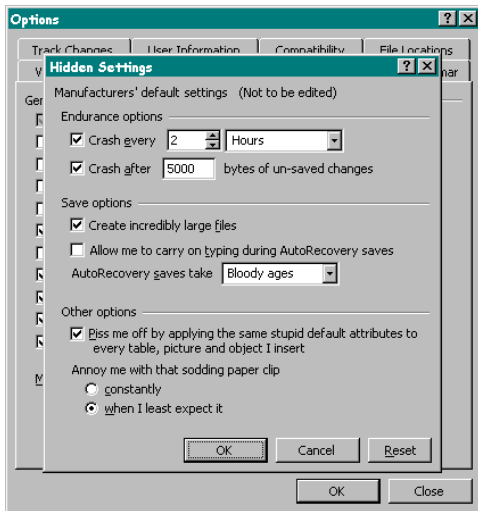 Options
Track Changes User Information Compatibility File Locations
V
Hidden Settings
mar
Manufacturers' default settings (Not to be edited)
Endurance options
Crash every 2 Hours
Crash after 5000 bytes of un-saved changes
Save options
Create incredibly large files
Allow me to carry on typing during AutoRecovery saves
AutoRecovery saves take Bloody ages
Other options
Piss me off by applying the same stupid default attributes to
every table, picture and object I insert
Annoy me with that sodding paper clip
constantly
when I least expect it
OK Cancel Reset
OK Close